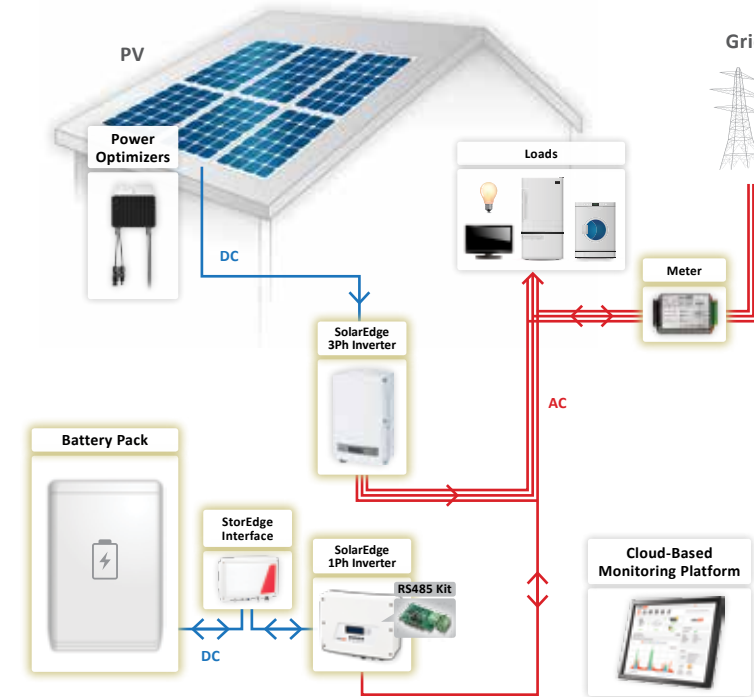 PV
Gri
Power
Optimizers
Loads
DC
Meter
SolarEdge
3Ph Inverter
AC
Battery Pack
StorEdge
Interface
SolarEdge
1Ph Inverter
RS485 Kit
Cloud-Based
Monitoring Platform
DC